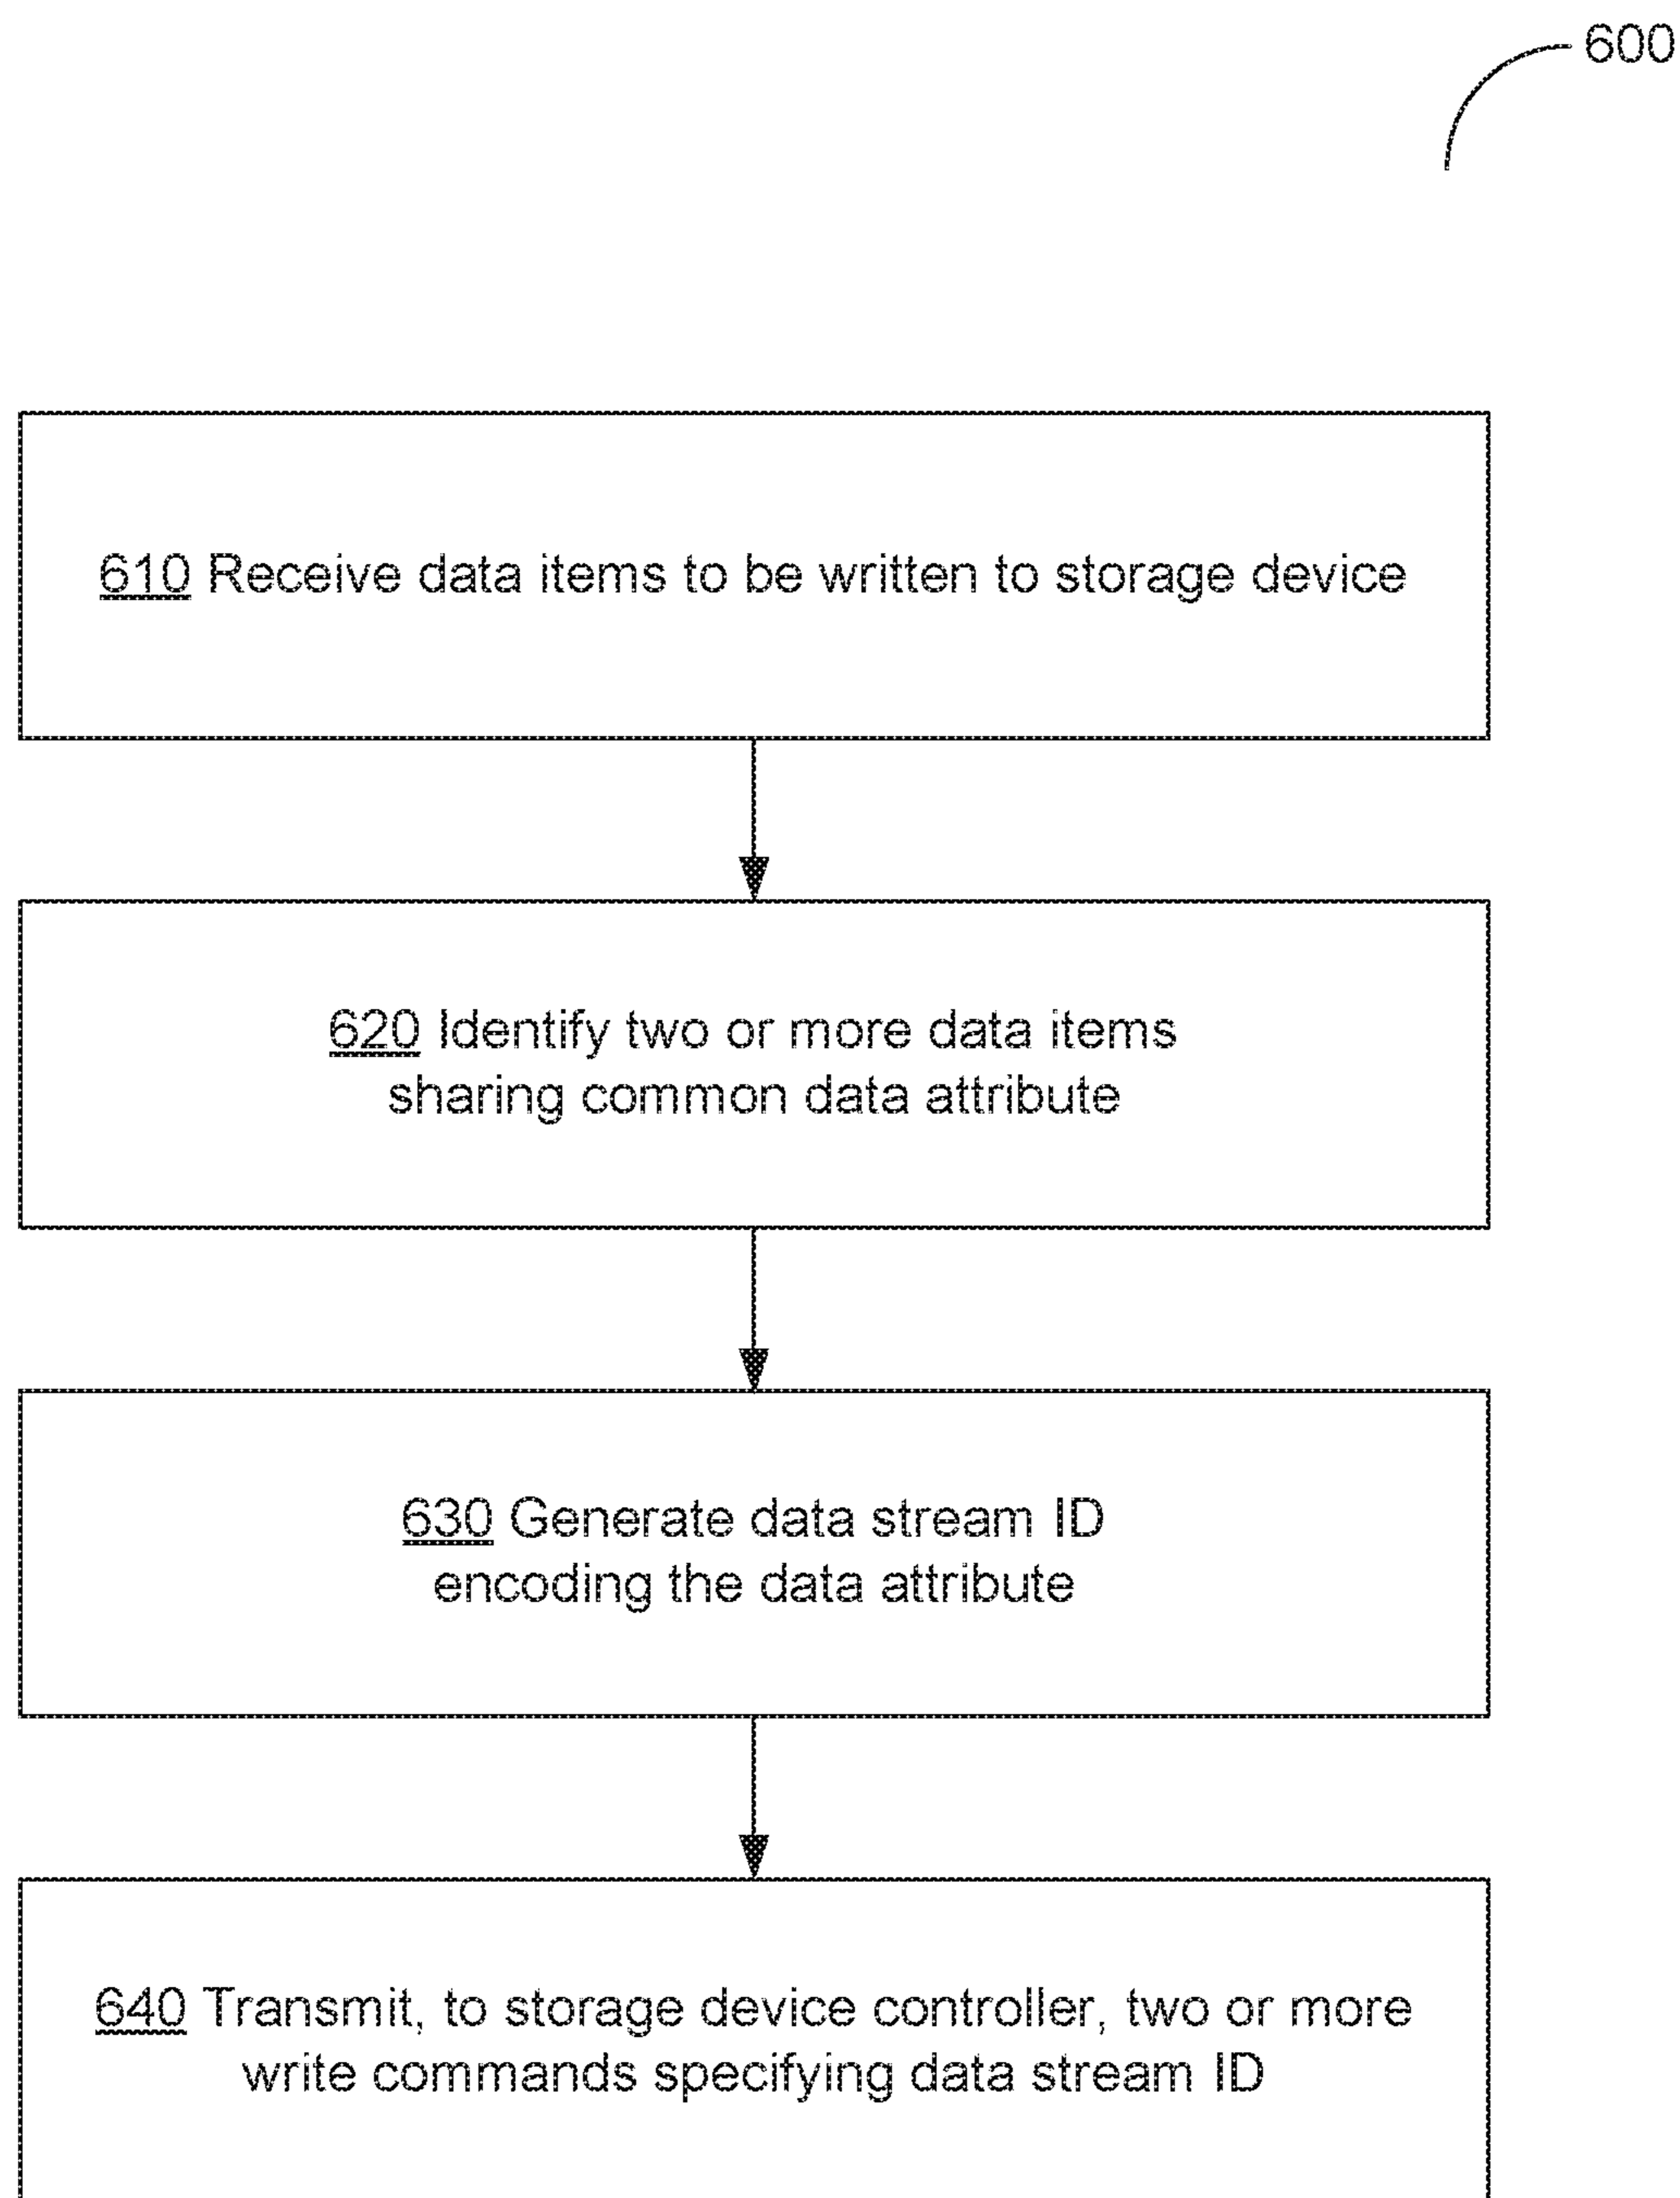 600
610 Receive data items to be written to storage device
620 Identify two or more data items
sharing common data attribute
630 Generate data stream ID
encoding the data attribute
640 Transmit, to storage device controller, two or more
write commands specifying data stream ID